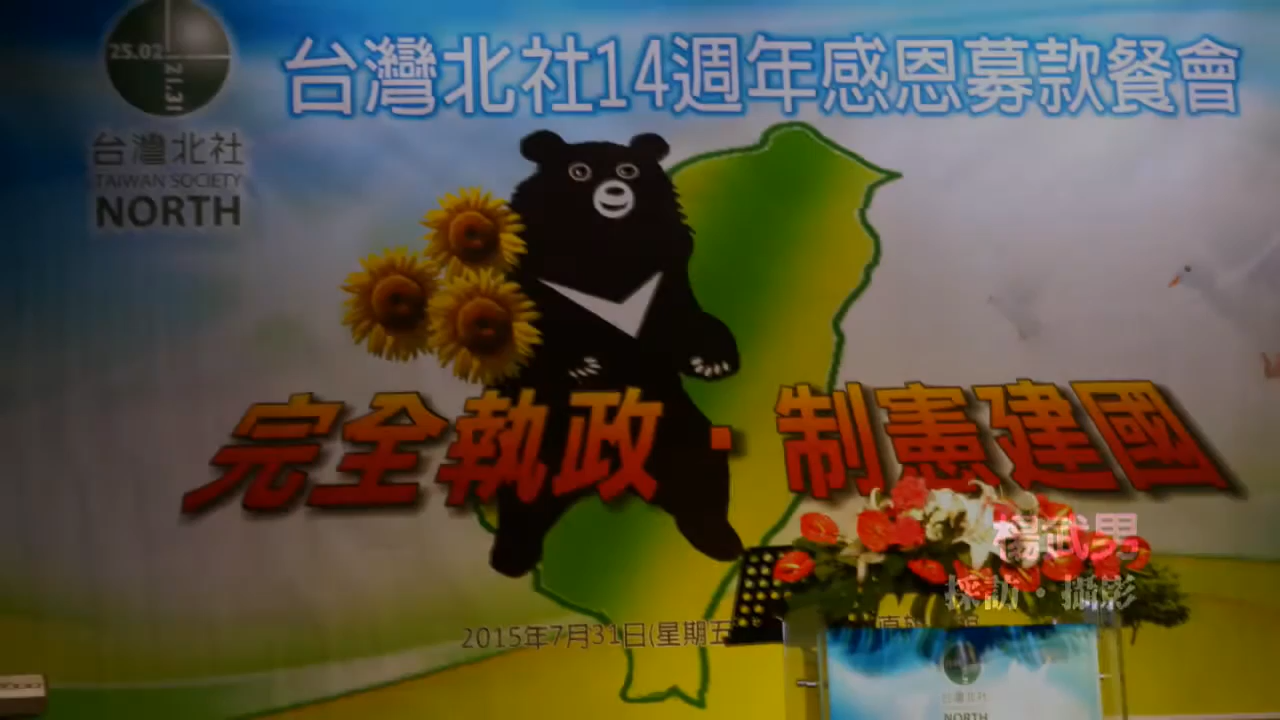 25.02
121.31
台灣北社14週年感恩募款餐會
台灣北社
TAIWAN SOCIETY
NORTH
完全執政·制憲建國
楊武男
採訪·攝影
2015年7月31日(星期五
台灣北社
NORTH